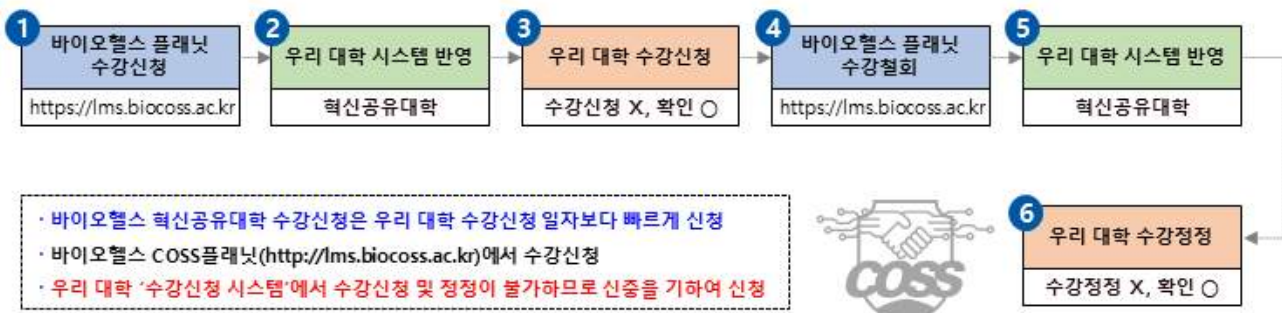 1
바이오헬스 플래닛
수강신청
https://lms.biocoss.ac.kr
2
우리 대학 시스템 반영
혁신공유대학
3
우리 대학 수강신청
수강신청 X, 확인 ○
4
바이오헬스 플래닛
수강철회
https://lms.biocoss.ac.kr
5
우리 대학 시스템 반영
혁신공유대학
6
우리 대학 수강정정
수강정정 X, 확인 ○
· 바이오헬스 혁신공유대학 수강신청은 우리 대학 수강신청 일자보다 빠르게 신청
· 바이오헬스 COSS플래닛(http://lms.biocoss.ac.kr)에서 수강신청
· 우리 대학 ‘수강신청 시스템’에서 수강신청 및 정정이 불가하므로 신중을 기하여 신청
COSS